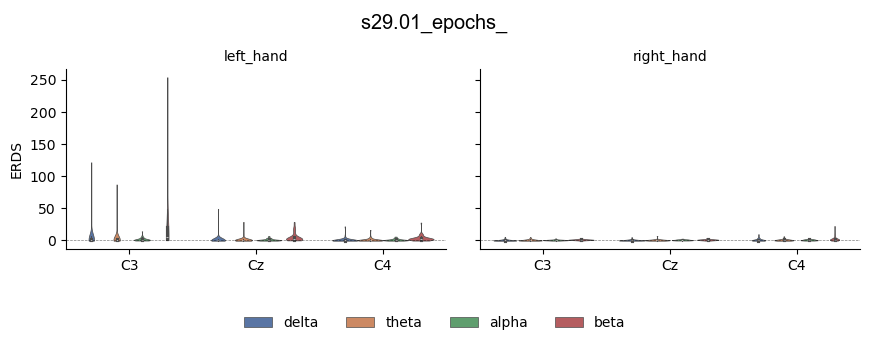 s29.01_epochs_
left_hand
right_hand
ERDS
250
200
150
100
50
0
C3 Cz C4
C3 Cz C4
delta theta alpha beta